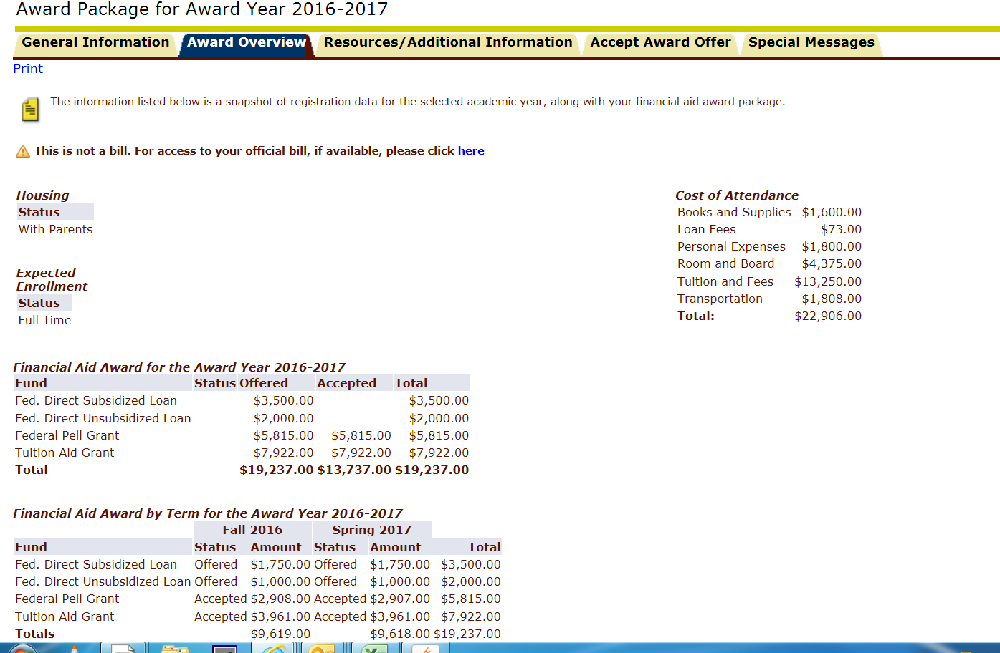 Award Package for Award Year 2016-2017
General Information Award Overview Resources/Additional Information Accept Award Offer Special Messages
Print
The information listed below is a snapshot of registration data for the selected academic year, along with your financial aid award package.
This is not a bill. For access to your official bill, if available, please click here
Housing
Status
With Parents
Expected
Enrollment
Status
Full Time
Cost of Attendance
Books and Supplies $1,600.00
Loan Fees $73.00
Personal Expenses $1,800.00
Room and Board $4,375.00
Tuition and Fees $13,250.00
Transportation $1,808.00
Total: $22,906.00
Financial Aid Award for the Award Year 2016-2017
Fund Status Offered Accepted Total
Fed. Direct Subsidized Loan $3,500.00 $3,500.00
Fed. Direct Unsubsidized Loan $2,000.00 $2,000.00
Federal Pell Grant $5,815.00 $5,815.00 $5,815.00
Tuition Aid Grant $7,922.00 $7,922.00 $7,922.00
Total $19,237.00 $13,737.00 $19,237.00
Financial Aid Award by Term for the Award Year 2016-2017
Fall 2016 Spring 2017
Fund Status Amount Status Amount Total
Fed. Direct Subsidized Loan Offered $1,750.00 Offered $1,750.00 $3,500.00
Fed. Direct Unsubsidized Loan Offered $1,000.00 Offered $1,000.00 $2,000.00
Federal Pell Grant Accepted $2,908.00 Accepted $2,907.00 $5,815.00
Tuition Aid Grant Accepted $3,961.00 Accepted $3,961.00 $7,922.00
Totals $9,619.00 $9,618.00 $19,237.00